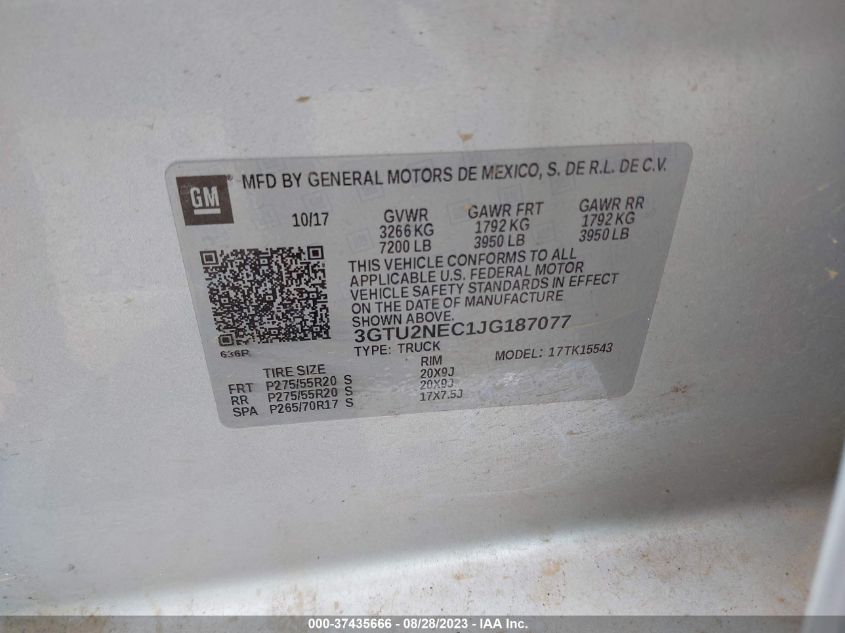 GM ® MFD BY GENERAL MOTORS DE MEXICO, S. DE R.L. DE C.V.
10/17 GVWR GAWR FRT GAWR RR
3266 KG 1792 KG 1792 KG
7200 LB 3950 LB 3950 LB
THIS VEHICLE CONFORMS TO ALL
APPLICABLE U.S. FEDERAL MOTOR
VEHICLE SAFETY STANDARDS IN EFFECT
ON THE DATE OF MANUFACTURE
SHOWN ABOVE.
3GTU2NEC1JG187077
636R TYPE: TRUCK MODEL: 17TK15543
TIRE SIZE RIM
FRT P275/55R20 S 20X9J
RR P275/55R20 S 20X9J
SPA P265/70R17 S 17X7.5J
000-37435666 - 08/28/2023 - IAA Inc.